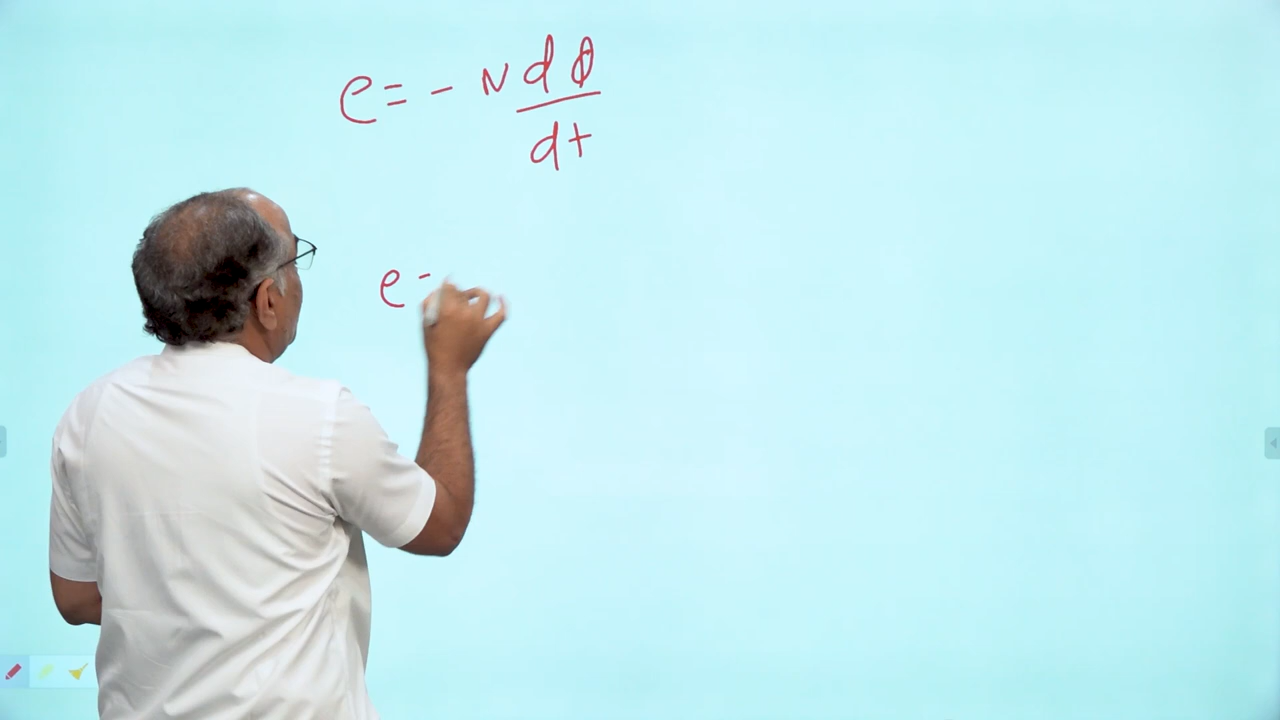 e = - N dΦ
dt
e -